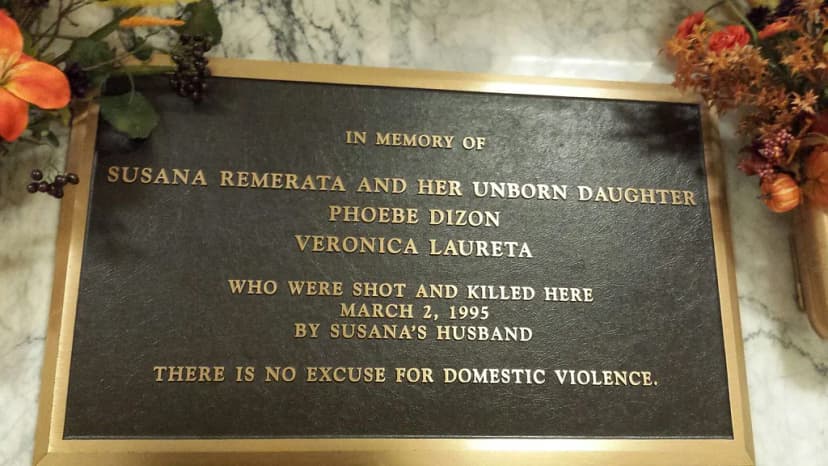 IN MEMORY OF
SUSANA REMERATA AND HER UNBORN DAUGHTER
PHOEBE DIZON
VERONICA LAURETA
WHO WERE SHOT AND KILLED HERE
MARCH 2, 1995
BY SUSANA'S HUSBAND
THERE IS NO EXCUSE FOR DOMESTIC VIOLENCE.